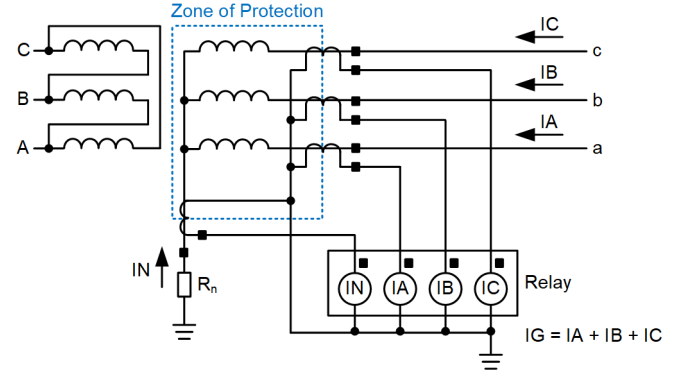 Zone of Protection
C
IC
c
B
IB
b
A
IA
a
IN
Rn
IN IA IB IC
Relay
IG = IA + IB + IC